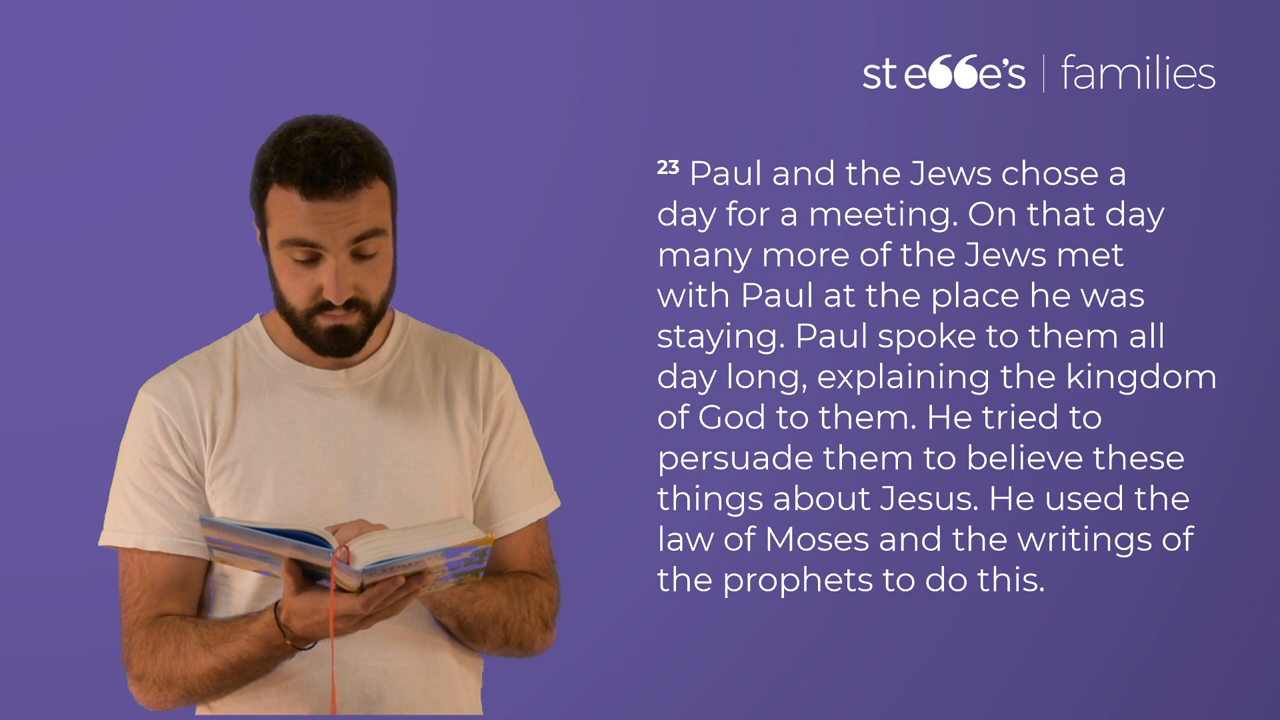 st ebbe's | families
23 Paul and the Jews chose a
day for a meeting. On that day
many more of the Jews met
with Paul at the place he was
staying. Paul spoke to them all
day long, explaining the kingdom
of God to them. He tried to
persuade them to believe these
things about Jesus. He used the
law of Moses and the writings of
the prophets to do this.